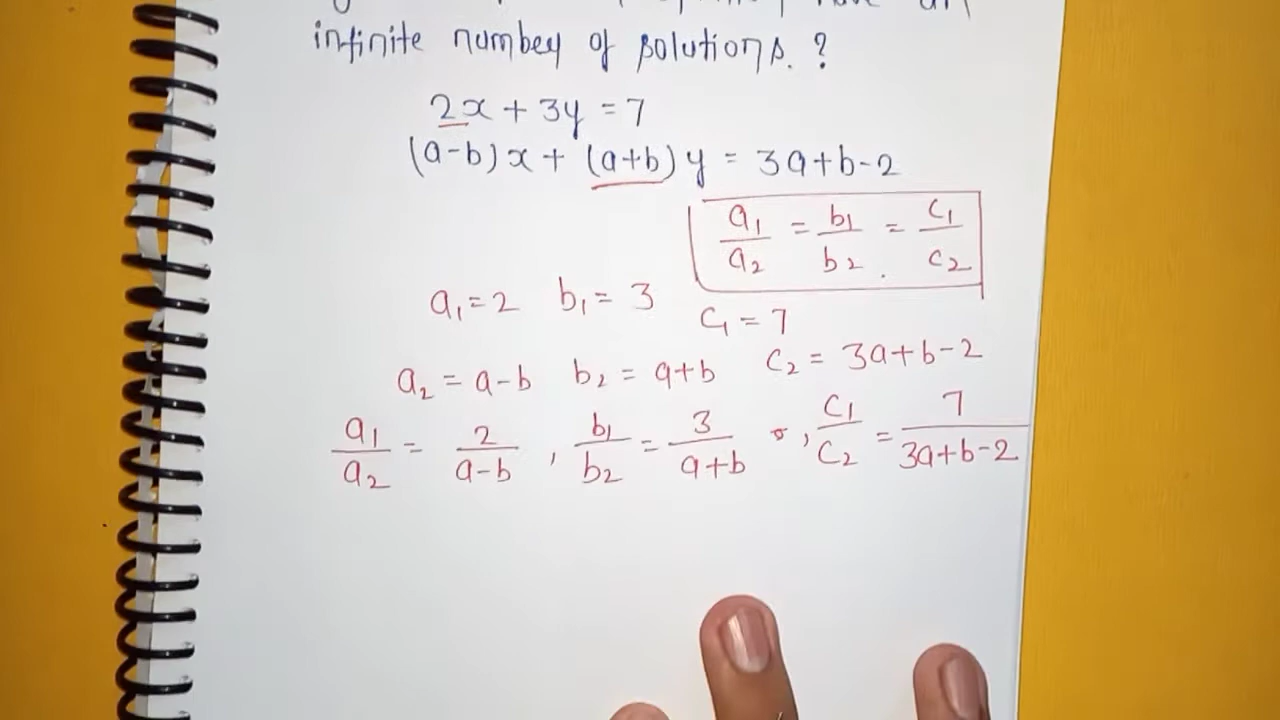 infinite number of solutions. ?
2x + 3y = 7
(a-b)x + (a+b)y = 3a+b-2
a₁/a₂ = b₁/b₂ = c₁/c₂
a₁ = 2 b₁ = 3 c₁ = 7
a₂ = a-b b₂ = a+b c₂ = 3a+b-2
a₁/a₂ = 2/(a-b) , b₁/b₂ = 3/(a+b) , c₁/c₂ = 7/(3a+b-2)